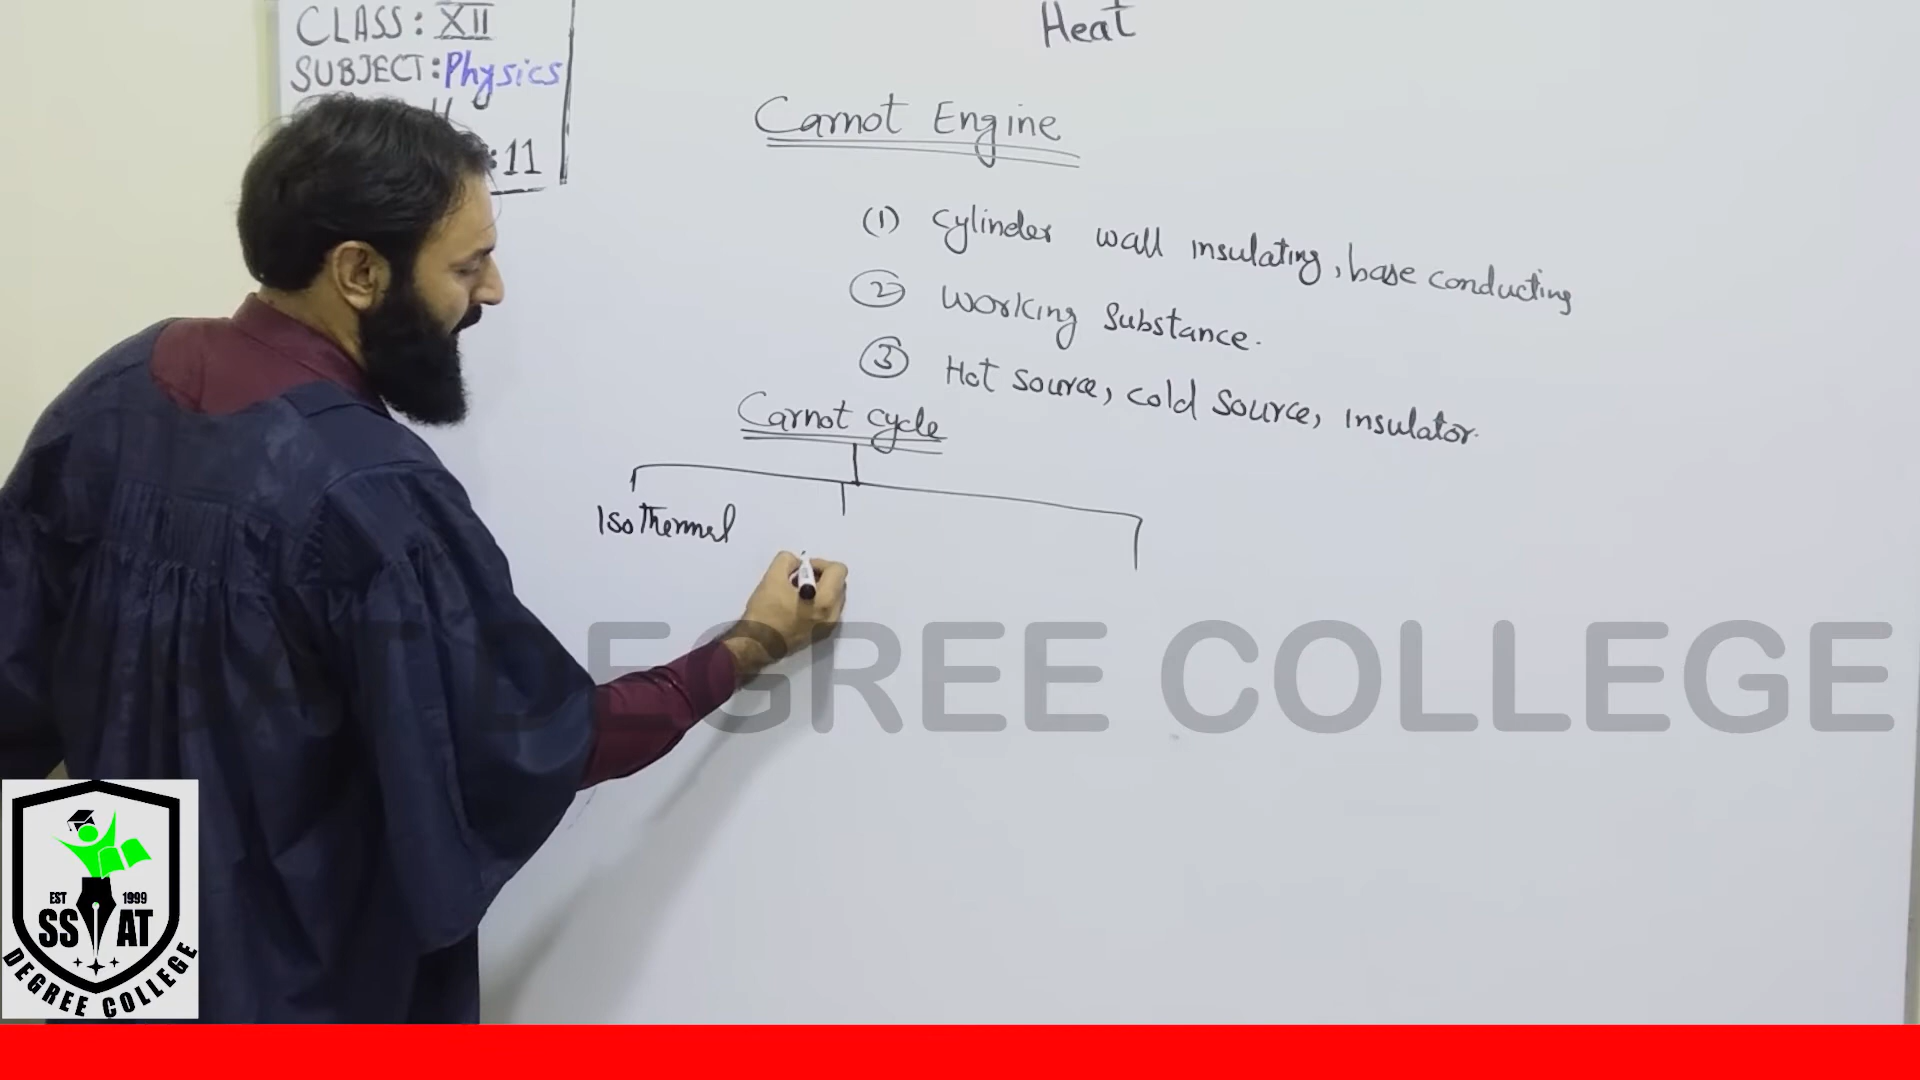 CLASS: XII
SUBJECT: Physics
:11
Heat
Carnot Engine
(1) Cylinder wall insulating, base conducting
(2) Working Substance.
(3) Hot source, cold source, insulator.
Carnot cycle
Isothermal
DEGREE COLLEGE
EST 1999
SS AT
DEGREE COLLEGE